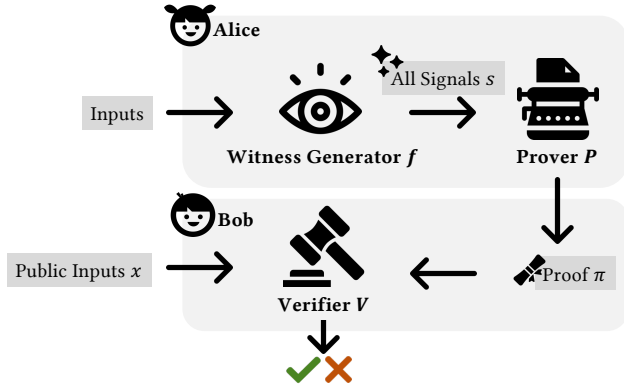 Alice
All Signals s
Inputs
Witness Generator f
Prover P
Bob
Public Inputs x
Proof π
Verifier V